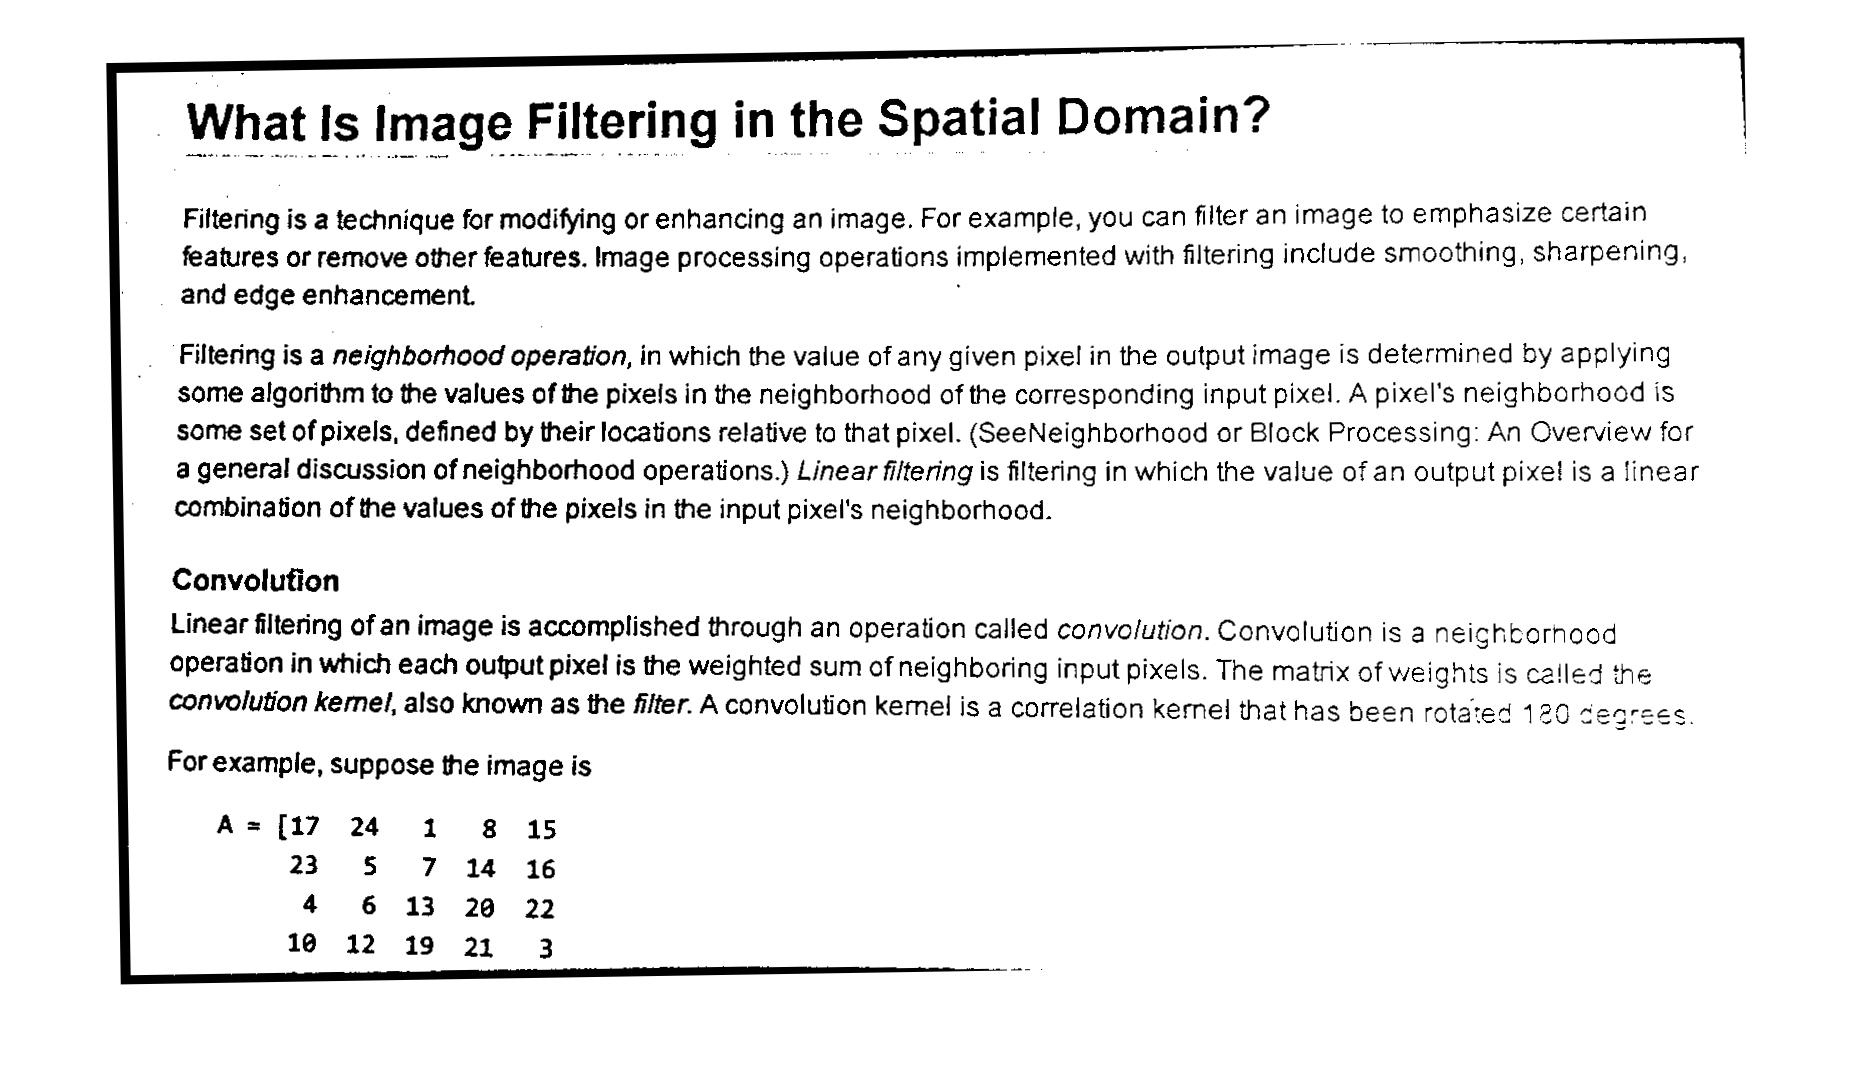 What Is Image Filtering in the Spatial Domain?
Filtering is a technique for modifying or enhancing an image. For example, you can filter an image to emphasize certain
features or remove other features. Image processing operations implemented with filtering include smoothing, sharpening,
and edge enhancement.
Filtering is a neighborhood operation, in which the value of any given pixel in the output image is determined by applying
some algorithm to the values of the pixels in the neighborhood of the corresponding input pixel. A pixel's neighborhood is
some set of pixels, defined by their locations relative to that pixel. (SeeNeighborhood or Block Processing: An Overview for
a general discussion of neighborhood operations.) Linear filtering is filtering in which the value of an output pixel is a linear
combination of the values of the pixels in the input pixel's neighborhood.
Convolution
Linear filtering of an image is accomplished through an operation called convolution. Convolution is a neighborhood
operation in which each output pixel is the weighted sum of neighboring input pixels. The matrix of weights is called the
convolution kernel, also known as the filter. A convolution kernel is a correlation kernel that has been rotated 180 degrees.
For example, suppose the image is
A = [17 24 1 8 15
23 5 7 14 16
4 6 13 20 22
10 12 19 21 3